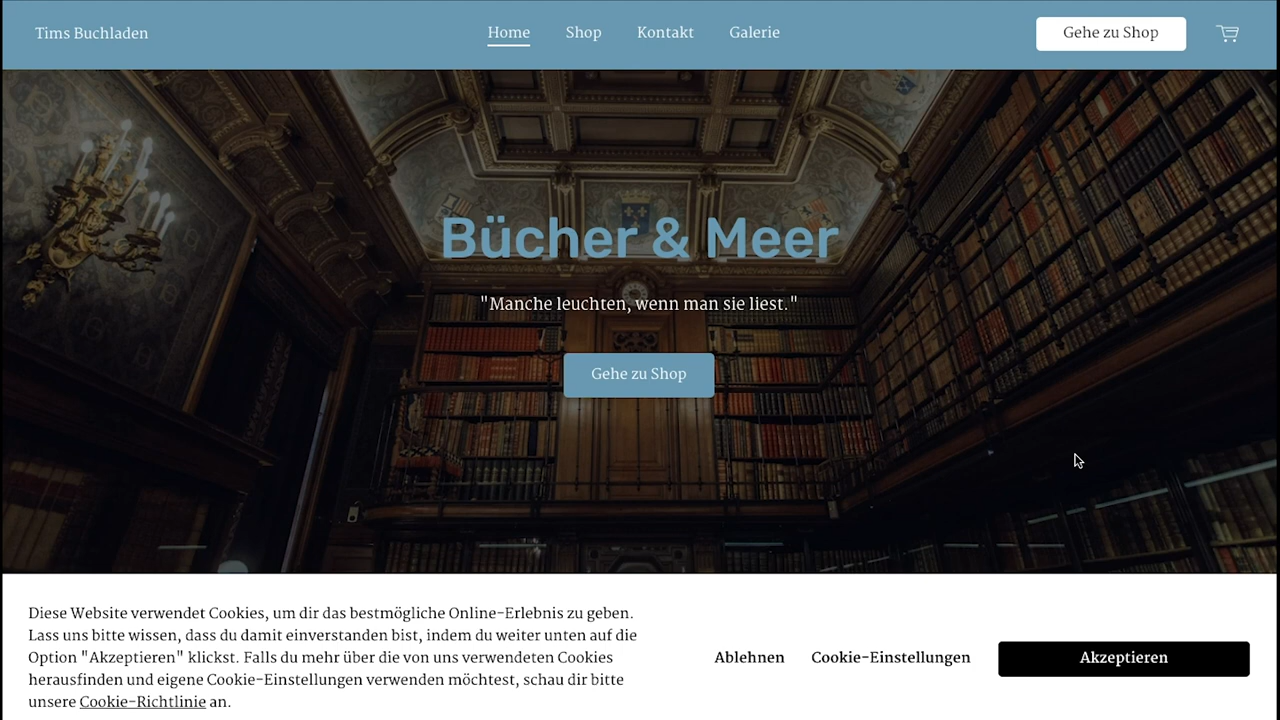 Tims Buchladen
Home
Shop
Kontakt
Galerie
Gehe zu Shop
Bücher & Meer
"Manche leuchten, wenn man sie liest."
Gehe zu Shop
Diese Website verwendet Cookies, um dir das bestmögliche Online-Erlebnis zu geben.
Lass uns bitte wissen, dass du damit einverstanden bist, indem du weiter unten auf die
Option "Akzeptieren" klickst. Falls du mehr über die von uns verwendeten Cookies
herausfinden und eigene Cookie-Einstellungen verwenden möchtest, schau dir bitte
unsere Cookie-Richtlinie an.
Ablehnen
Cookie-Einstellungen
Akzeptieren